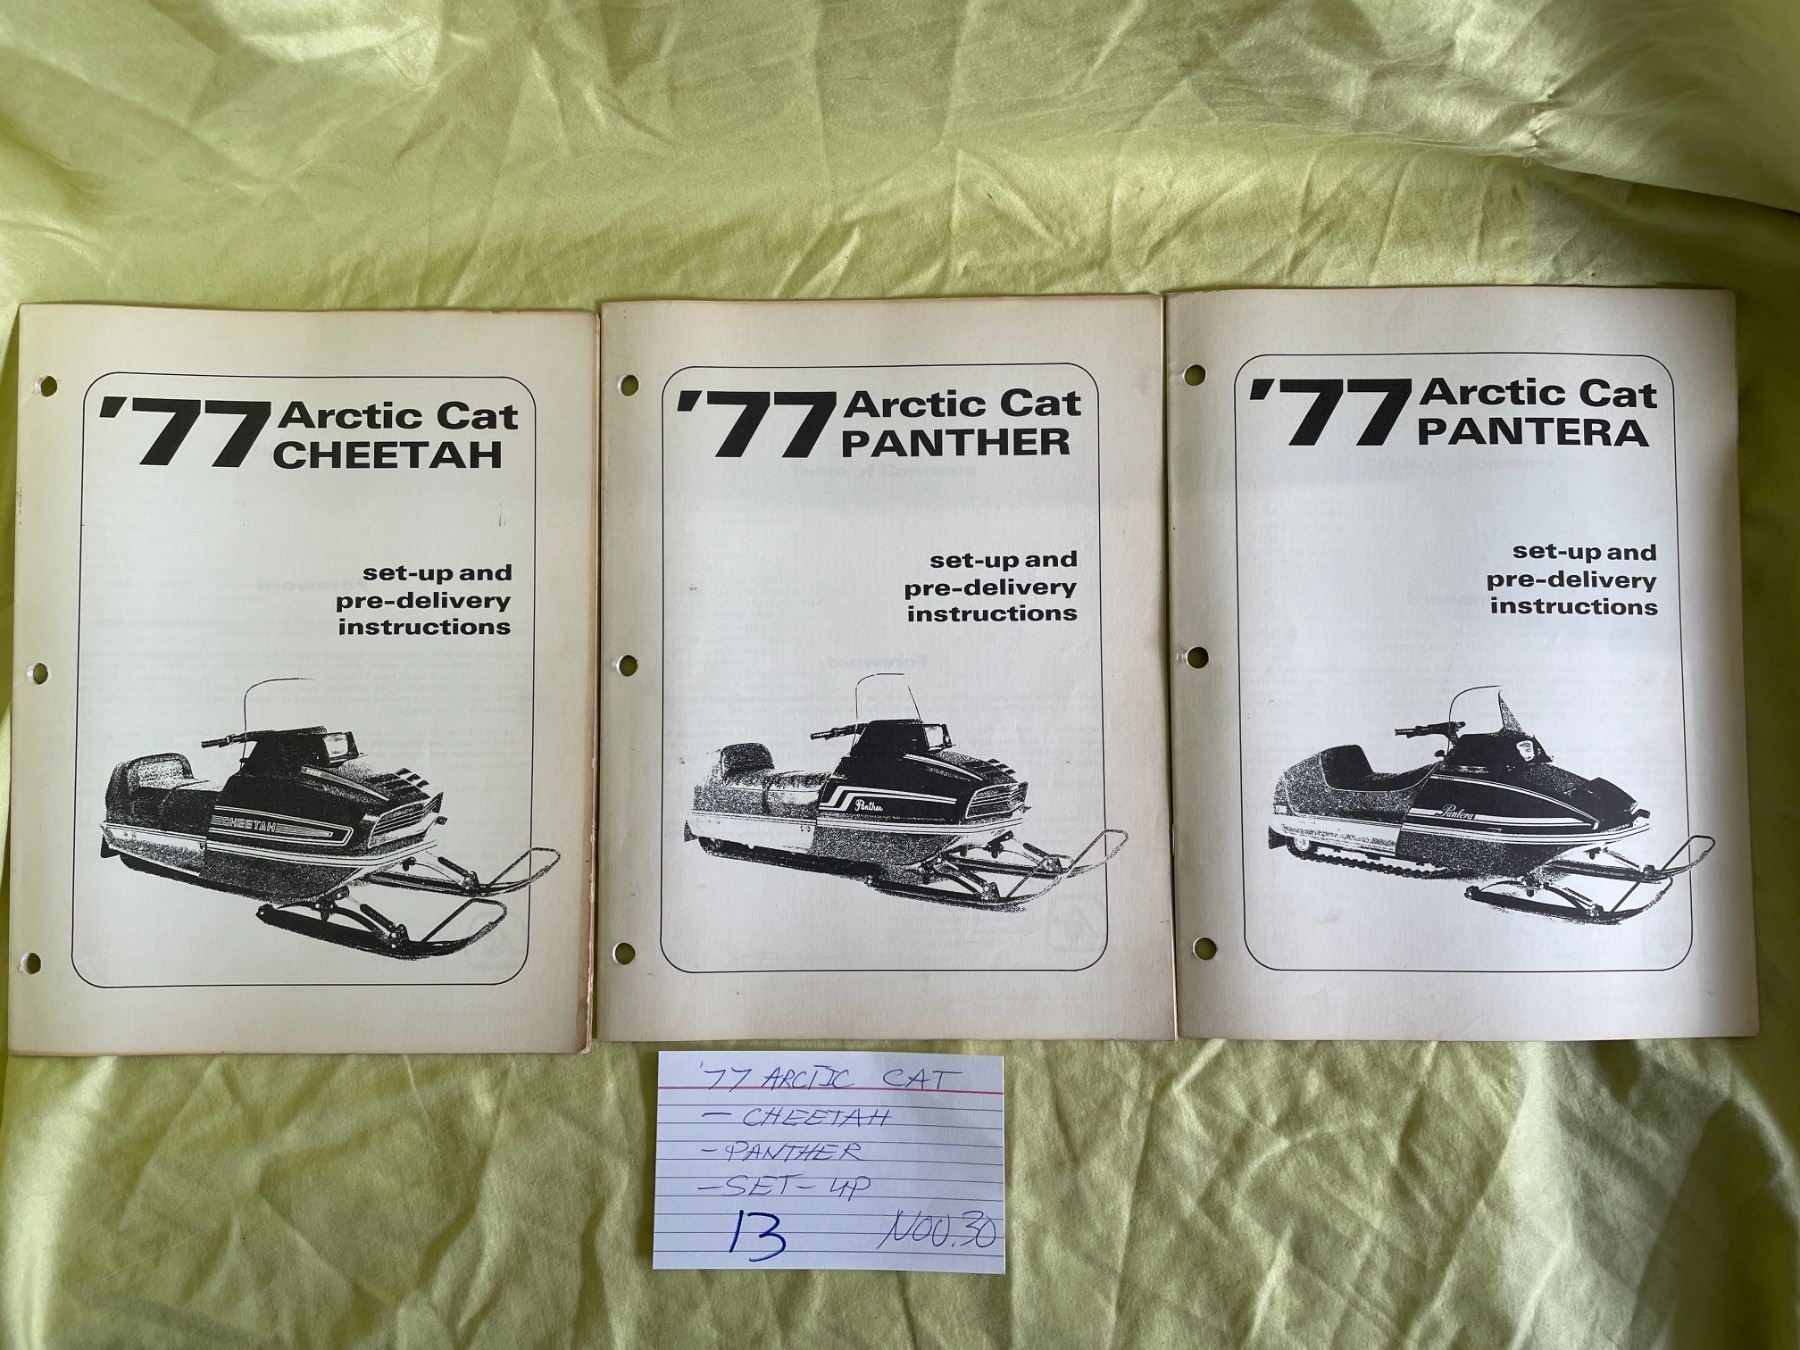 '77 Arctic Cat
CHEETAH
set-up and
pre-delivery
instructions
CHEETAH
'77 Arctic Cat
PANTHER
set-up and
pre-delivery
instructions
Panther
'77 Arctic Cat
PANTERA
set-up and
pre-delivery
instructions
Pantera
'77 ARCTIC CAT
- CHEETAH
- PANTHER
- SET-UP
13 NOV. 30